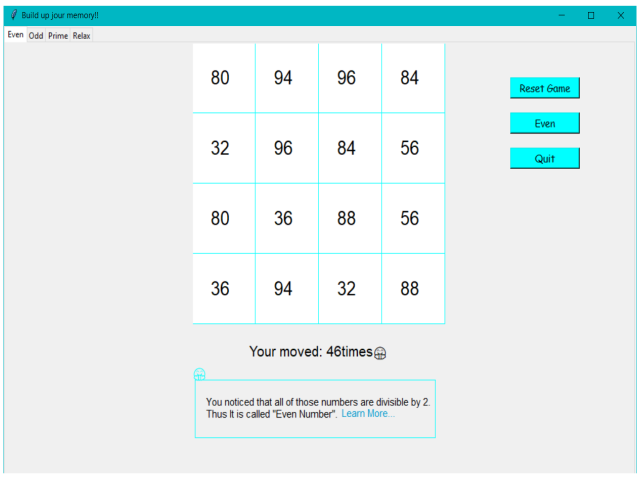 Build up jour memory!!
Even Odd Prime Relax
80 94 96 84
32 96 84 56
80 36 88 56
36 94 32 88
Reset Game
Even
Quit
Your moved: 46times
You noticed that all of those numbers are divisible by 2.
Thus It is called "Even Number". Learn More...